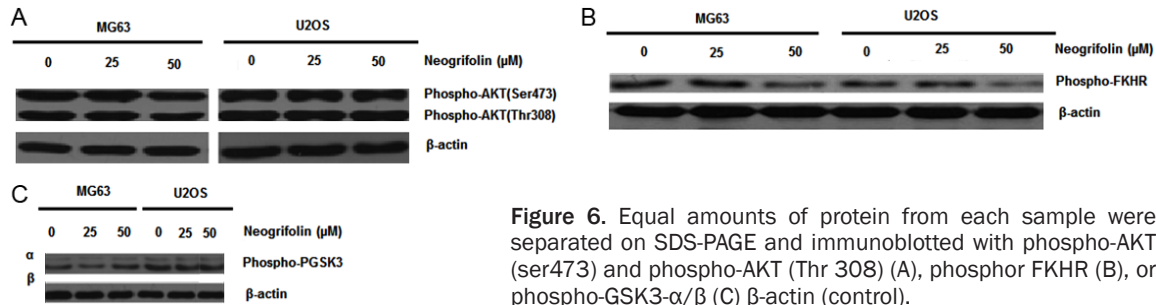 A
MG63 U2OS
0 25 50 0 25 50 Neogrifolin (µM)
Phospho-AKT(Ser473)
Phospho-AKT(Thr308)
β-actin
B
MG63 U2OS
0 25 50 0 25 50 Neogrifolin (µM)
Phospho-FKHR
β-actin
C
MG63 U2OS
0 25 50 0 25 50 Neogrifolin (µM)
α
Phospho-PGSK3
β
β-actin
Figure 6. Equal amounts of protein from each sample were
separated on SDS-PAGE and immunoblotted with phospho-AKT
(ser473) and phospho-AKT (Thr 308) (A), phosphor FKHR (B), or
phospho-GSK3-α/β (C) β-actin (control).